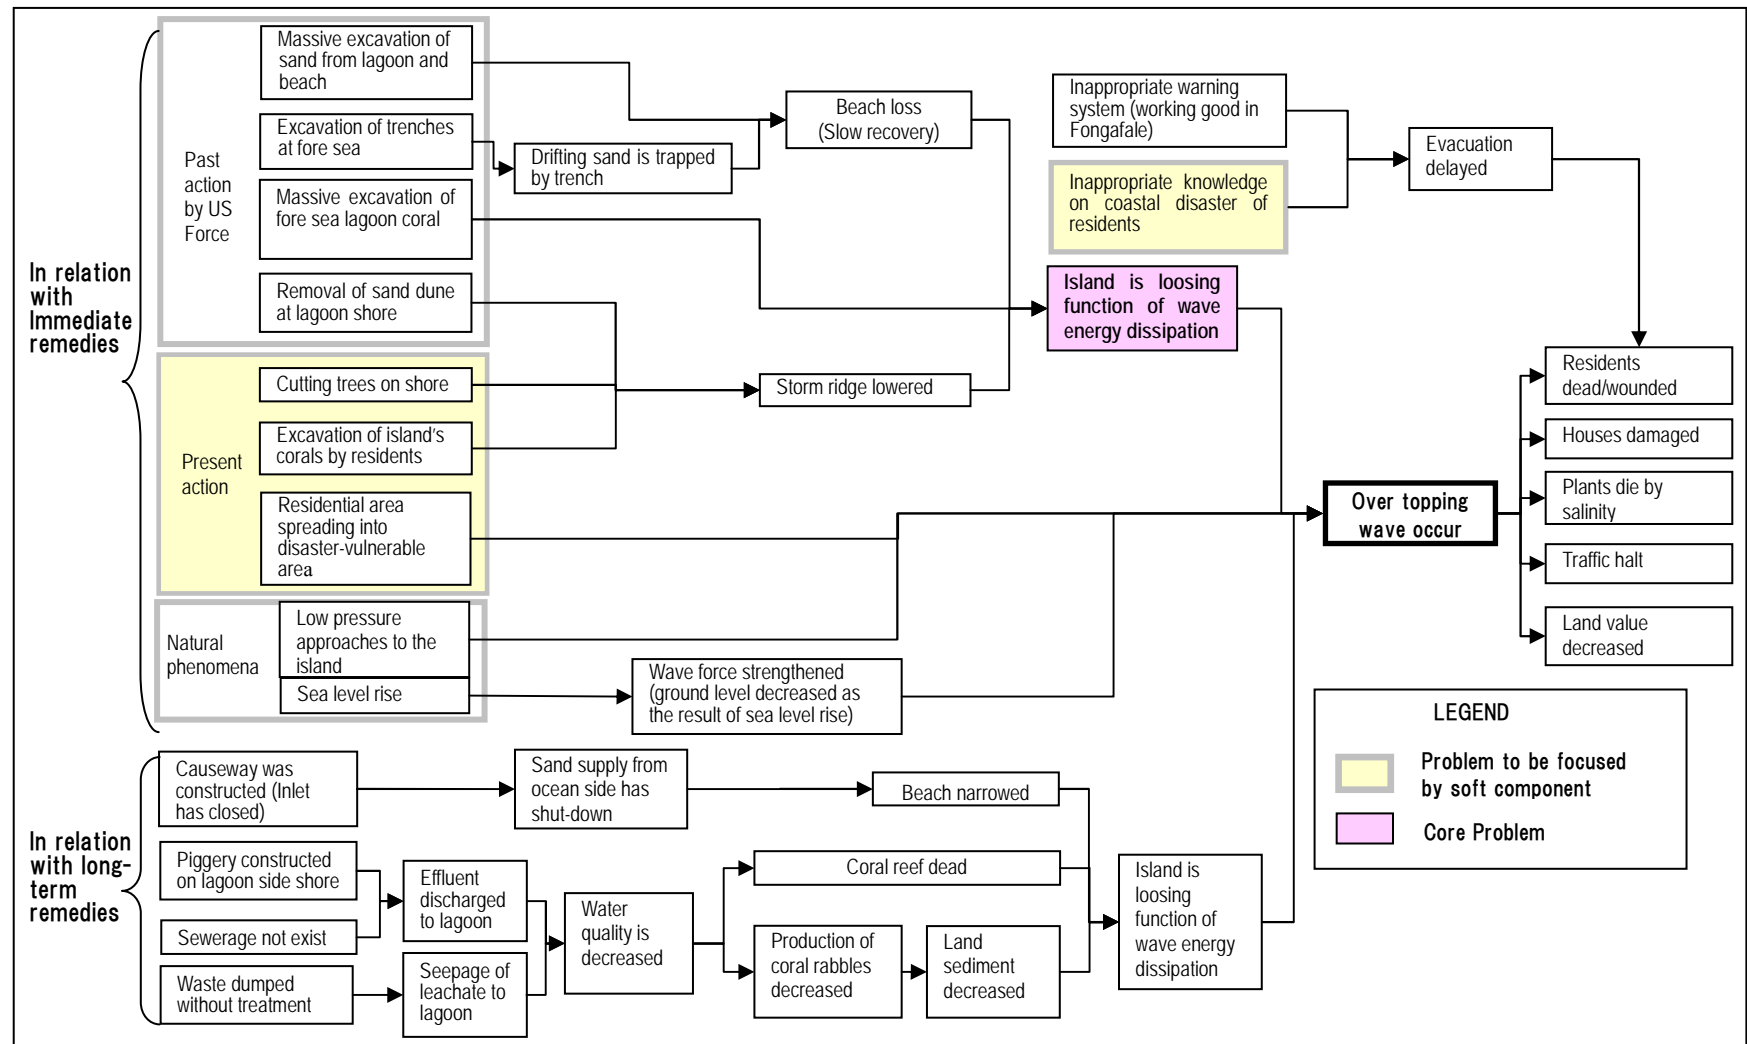 In relation
with
Immediate
remedies
Past
action
by US
Force
Massive excavation of
sand from lagoon and
beach
Excavation of trenches
at fore sea
Massive excavation of
fore sea lagoon coral
Removal of sand dune
at lagoon shore
Drifting sand is trapped
by trench
Beach loss
(Slow recovery)
Inappropriate warning
system (working good in
Fongafale)
Inappropriate knowledge
on coastal disaster of
residents
Evacuation
delayed
Island is loosing
function of wave
energy dissipation
Present
action
Cutting trees on shore
Excavation of island's
corals by residents
Residential area
spreading into
disaster-vulnerable
area
Storm ridge lowered
Natural
phenomena
Low pressure
approaches to the
island
Sea level rise
Wave force strengthened
(ground level decreased as
the result of sea level rise)
Over topping
wave occur
Residents
dead/wounded
Houses damaged
Plants die by
salinity
Traffic halt
Land value
decreased
In relation
with long-
term
remedies
Causeway was
constructed (Inlet
has closed)
Sand supply from
ocean side has
shut-down
Beach narrowed
Piggery constructed
on lagoon side shore
Sewerage not exist
Waste dumped
without treatment
Effluent
discharged
to lagoon
Seepage of
leachate to
lagoon
Water
quality is
decreased
Coral reef dead
Production of
coral rabbles
decreased
Land
sediment
decreased
Island is
loosing
function of
wave energy
dissipation
LEGEND
Problem to be focused
by soft component
Core Problem